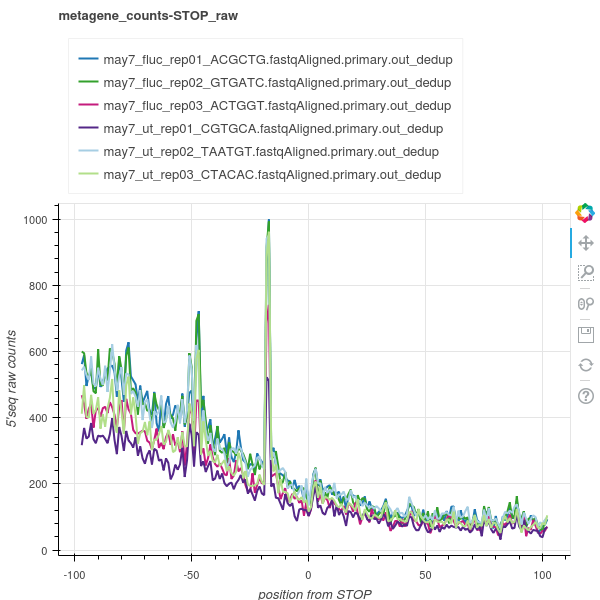 metagene_counts-STOP_raw
may7_fluc_rep01_ACGCTG.fastqAligned.primary.out_dedup
may7_fluc_rep02_GTGATC.fastqAligned.primary.out_dedup
may7_fluc_rep03_ACTGGT.fastqAligned.primary.out_dedup
may7_ut_rep01_CGTGCA.fastqAligned.primary.out_dedup
may7_ut_rep02_TAATGT.fastqAligned.primary.out_dedup
may7_ut_rep03_CTACAC.fastqAligned.primary.out_dedup
1000
800
600
400
200
0
5'seq raw counts
-100 -50 0 50 100
position from STOP